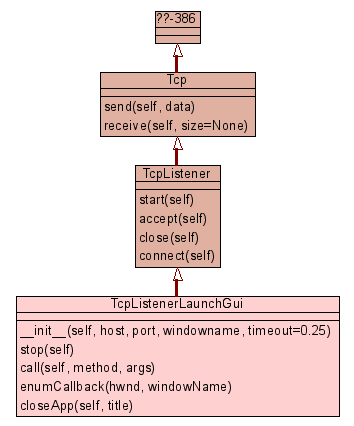 ??-386
Tcp
send(self, data)
receive(self, size=None)
TcpListener
start(self)
accept(self)
close(self)
connect(self)
TcpListenerLaunchGui
__init__(self, host, port, windowname, timeout=0.25)
stop(self)
call(self, method, args)
enumCallback(hwnd, windowName)
closeApp(self, title)